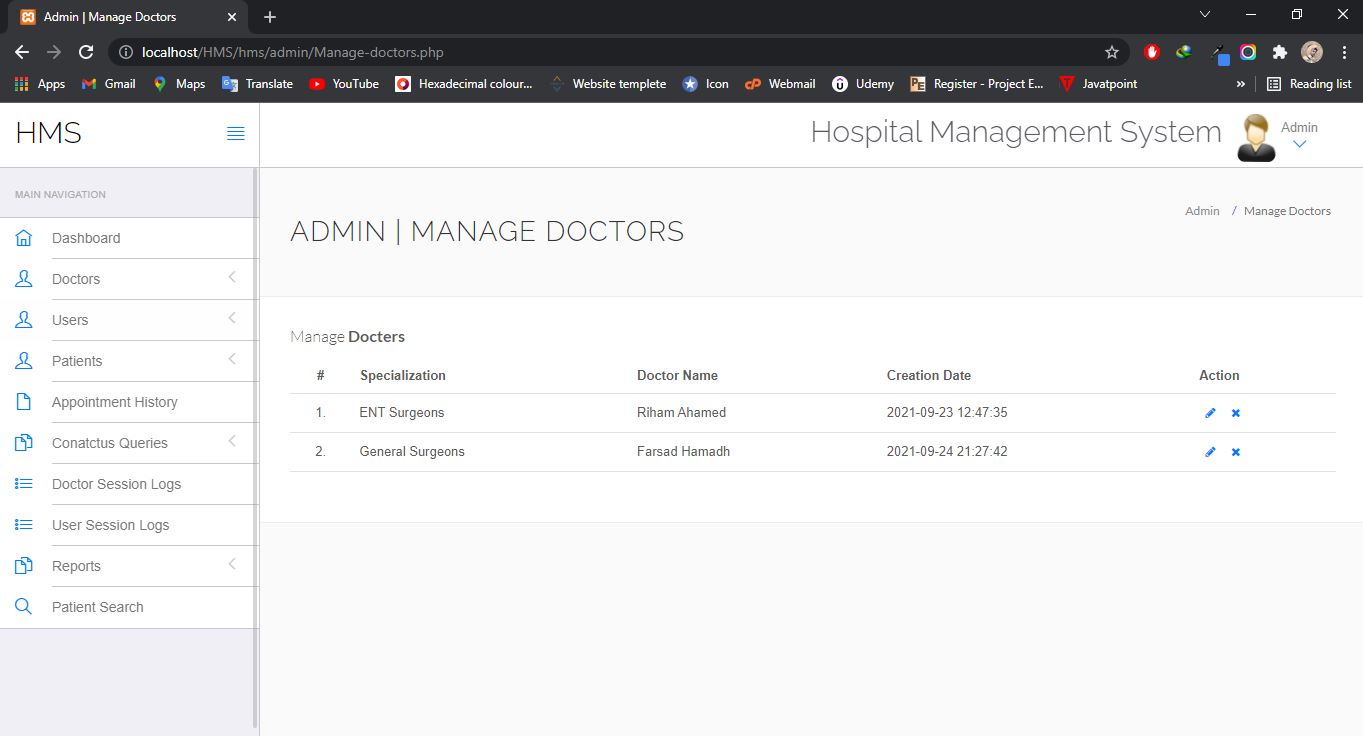 Admin | Manage Doctors
localhost/HMS/hms/admin/Manage-doctors.php
Apps Gmail Maps Translate YouTube Hexadecimal colour... Website templete Icon Webmail Udemy Register - Project E... Javatpoint » Reading list
HMS
Hospital Management System
Admin
MAIN NAVIGATION
Dashboard
Doctors
Users
Patients
Appointment History
Conatctus Queries
Doctor Session Logs
User Session Logs
Reports
Patient Search
ADMIN | MANAGE DOCTORS
Admin / Manage Doctors
Manage Docters
# Specialization Doctor Name Creation Date Action
1. ENT Surgeons Riham Ahamed 2021-09-23 12:47:35
2. General Surgeons Farsad Hamadh 2021-09-24 21:27:42